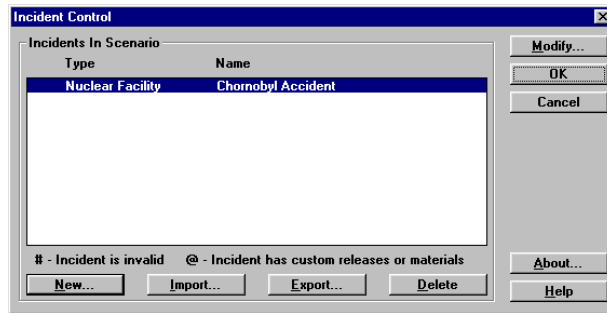 Incident Control
Incidents In Scenario
Type Name
Nuclear Facility Chornobyl Accident
# - Incident is invalid @ - Incident has custom releases or materials
New... Import... Export... Delete
Modify...
OK
Cancel
About...
Help